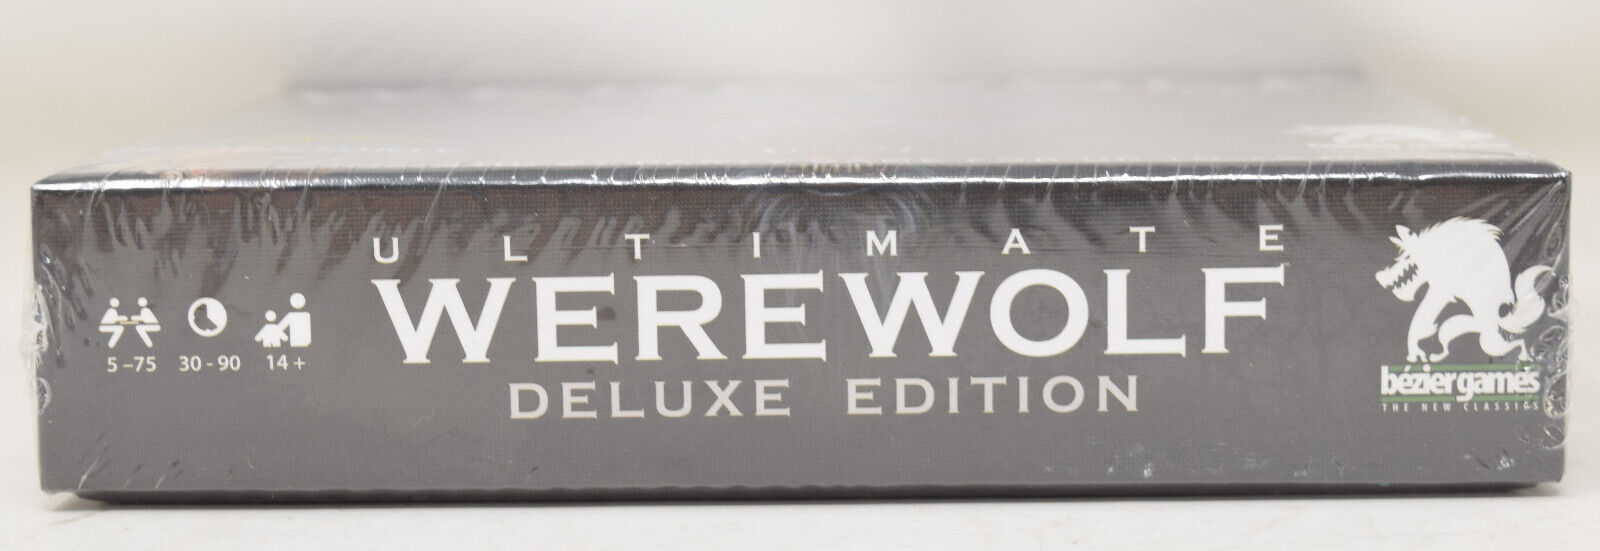 ULTIMATE
WEREWOLF
DELUXE EDITION
5–75 30-90 14+
béziergames
THE NEW CLASSICS